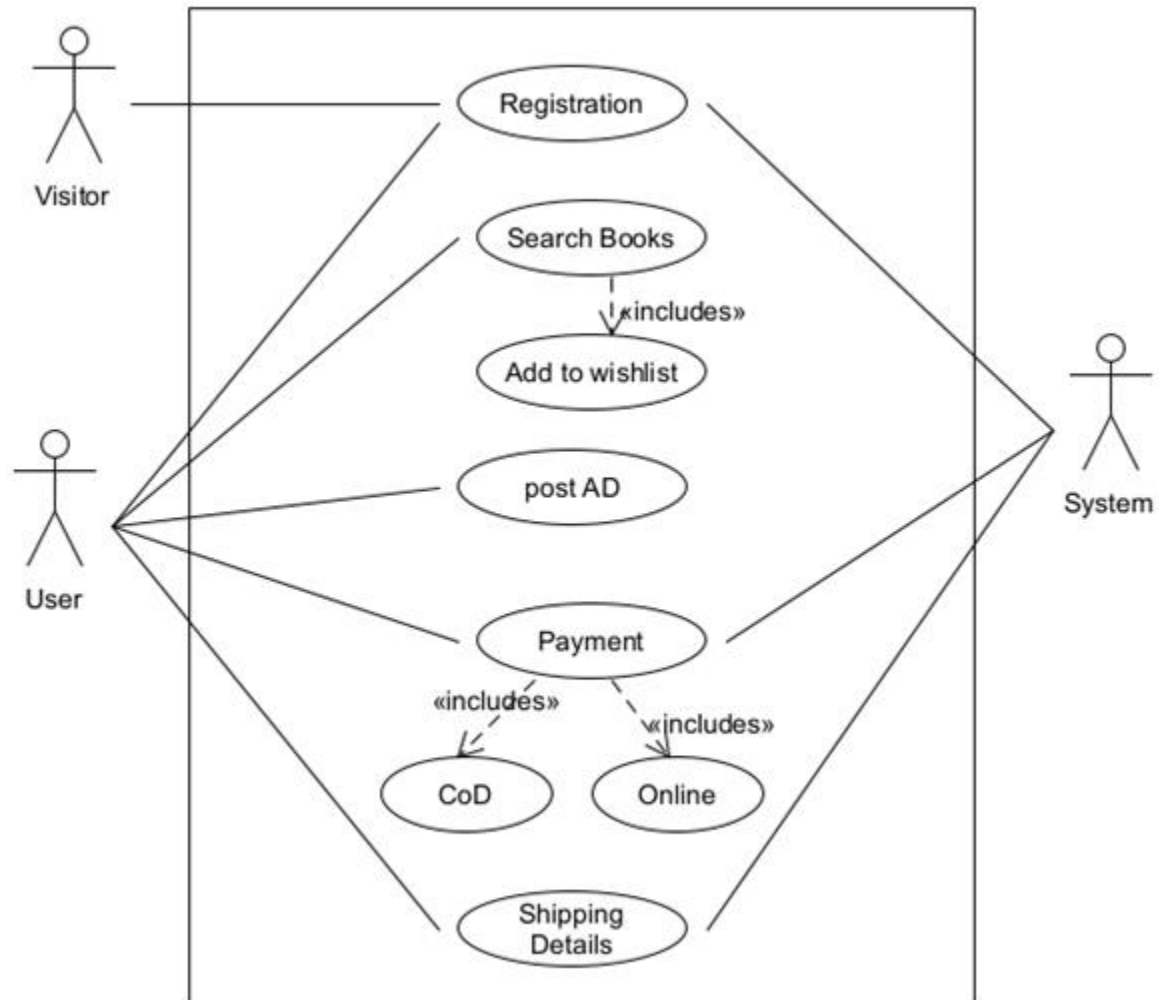 Registration
Visitor
Search Books
«includes»
Add to wishlist
post AD
System
User
Payment
«includes»
«includes»
CoD
Online
Shipping
Details